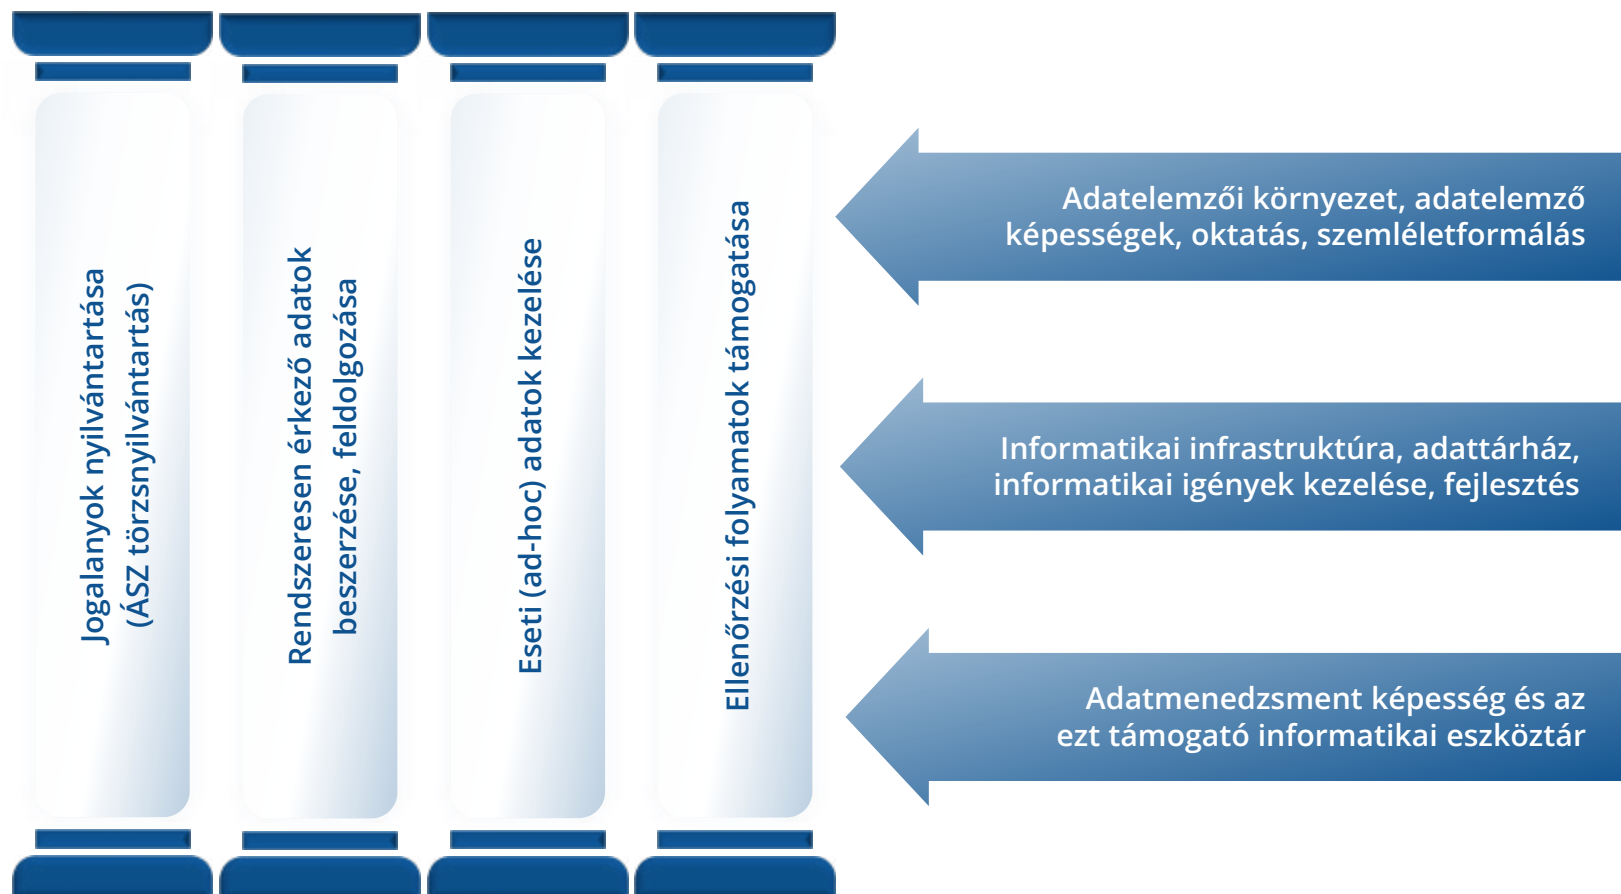 Jogalanyok nyilvántartása
(ÁSZ törzsnyilvántartás)
Rendszeresen érkező adatok
beszerzése, feldolgozása
Eseti (ad-hoc) adatok kezelése
Ellenőrzési folyamatok támogatása
Adatelemzői környezet, adatelemző
képességek, oktatás, szemléletformálás
Informatikai infrastruktúra, adattárház,
informatikai igények kezelése, fejlesztés
Adatmenedzsment képesség és az
ezt támogató informatikai eszköztár